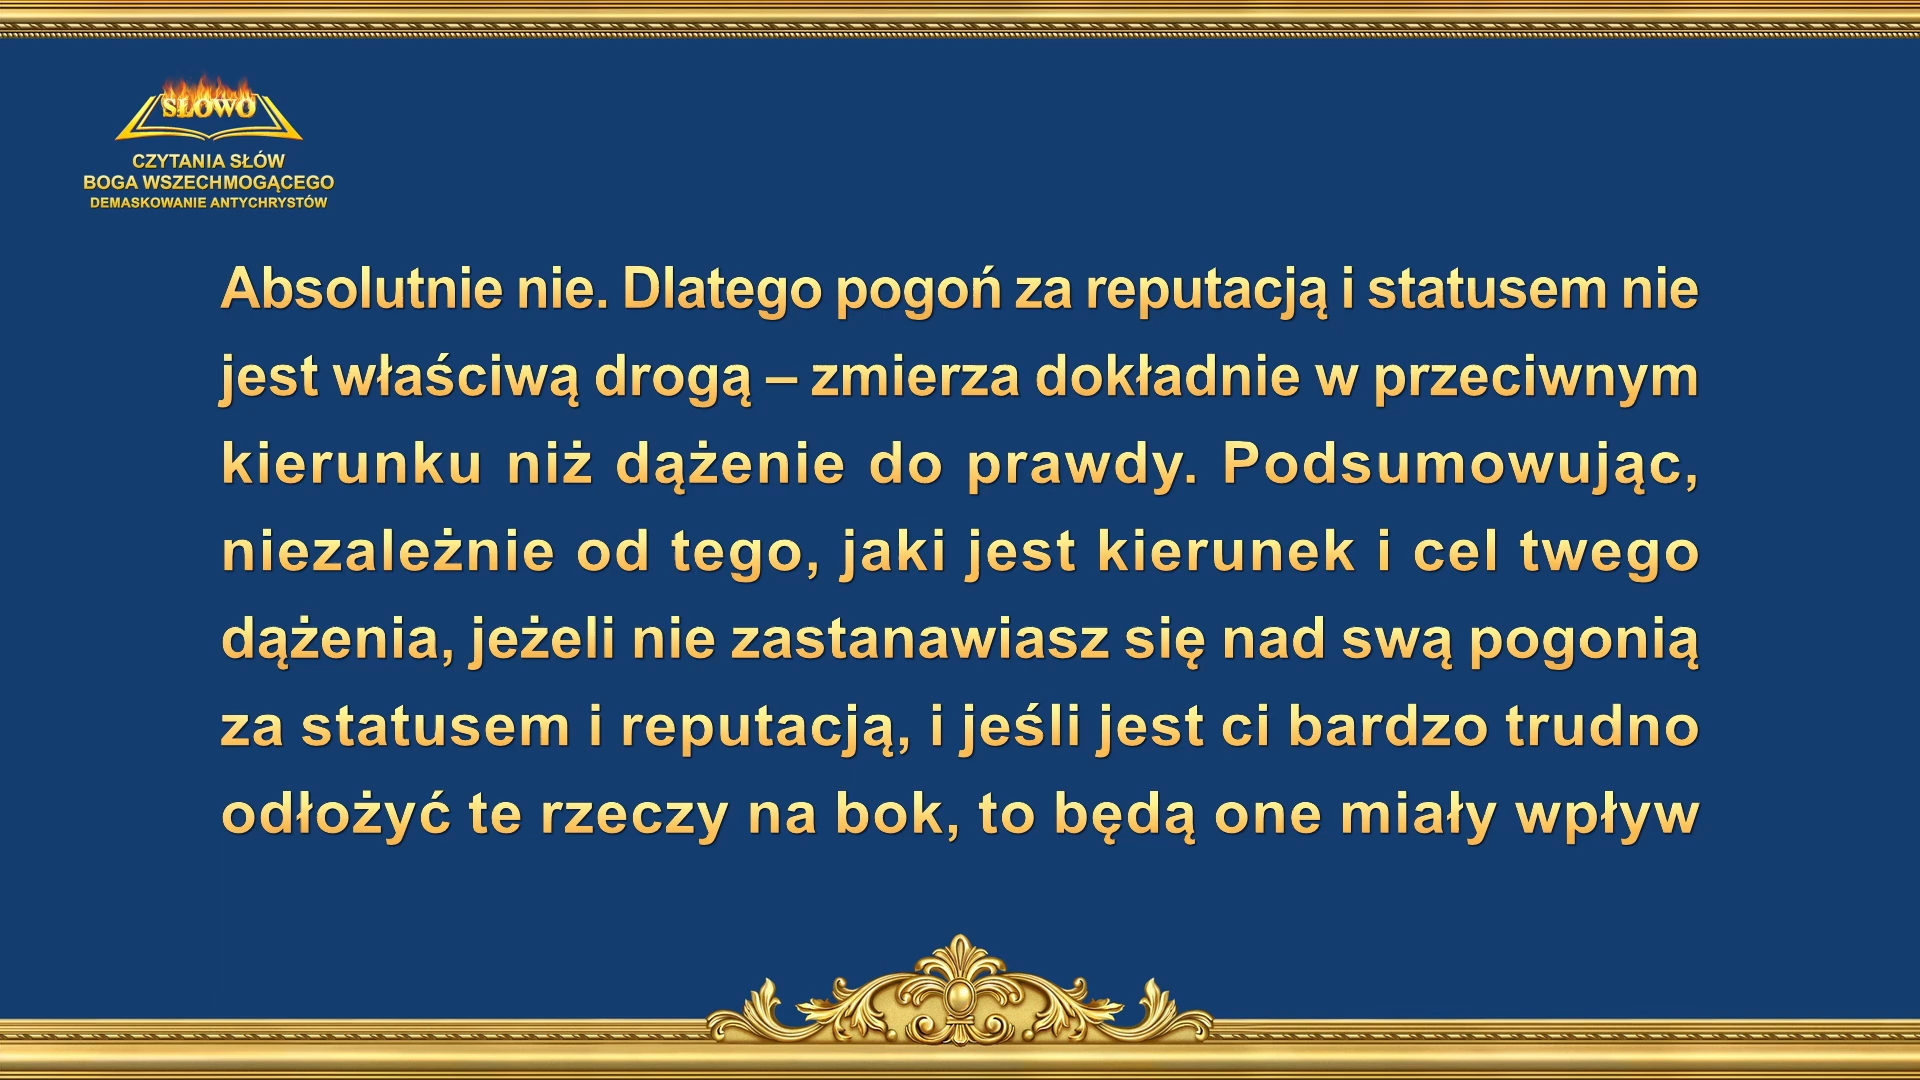 SŁOWO
CZYTANIA SŁÓW
BOGA WSZECHMOGĄCEGO
DEMASKOWANIE ANTYCHRYSTÓW
Absolutnie nie. Dlatego pogoń za reputacją i statusem nie
jest właściwą drogą – zmierza dokładnie w przeciwnym
kierunku niż dążenie do prawdy. Podsumowując,
niezależnie od tego, jaki jest kierunek i cel twego
dążenia, jeżeli nie zastanawiasz się nad swą pogonią
za statusem i reputacją, i jeśli jest ci bardzo trudno
odłożyć te rzeczy na bok, to będą one miały wpływ